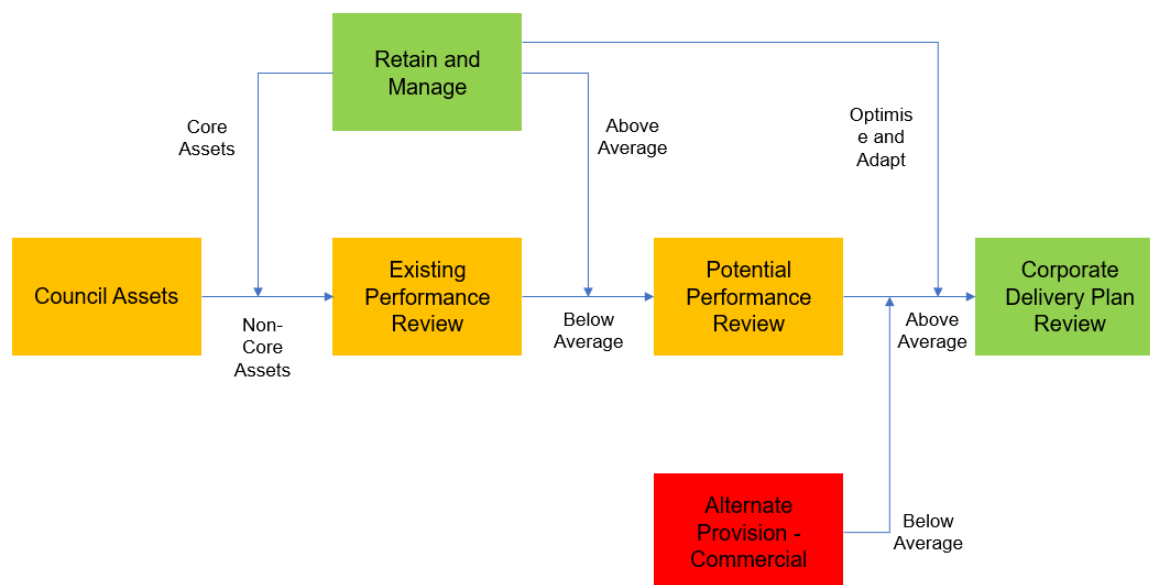 Retain and
Manage
Core
Assets
Above
Average
Optimis
e and
Adapt
Council Assets
Existing
Performance
Review
Potential
Performance
Review
Corporate
Delivery Plan
Review
Non-
Core
Assets
Below
Average
Above
Average
Alternate
Provision -
Commercial
Below
Average